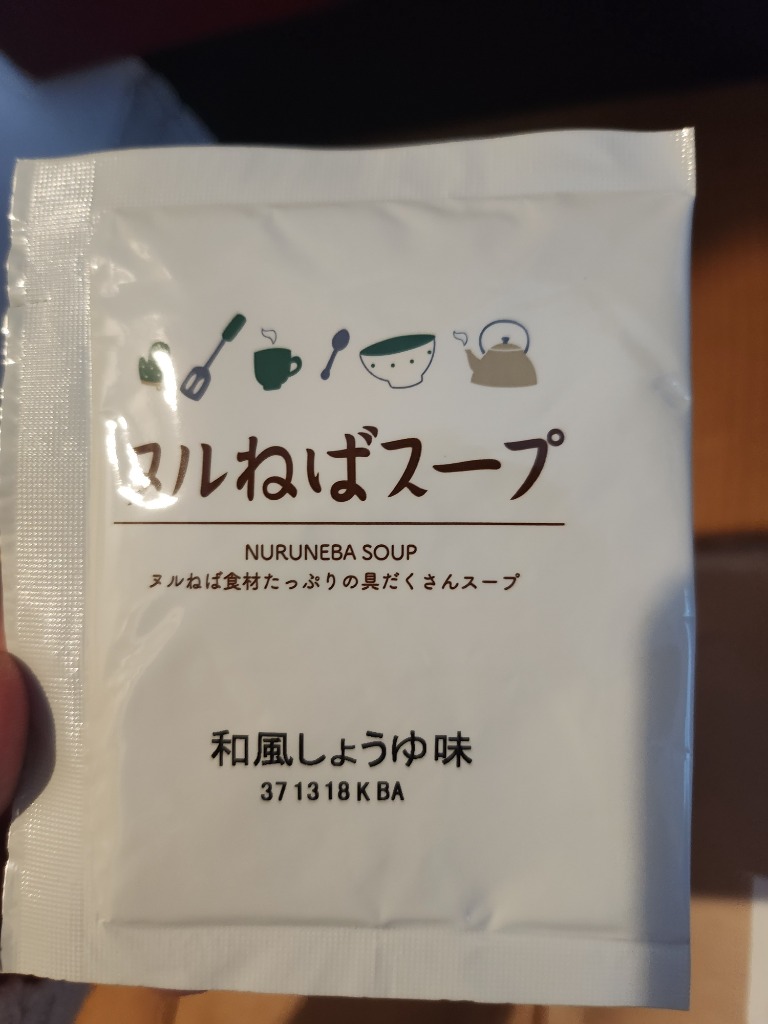 ヌルねばスープ
NURUNEBA SOUP
ヌルねば食材たっぷりの具だくさんスープ
和風しょうゆ味
371318KBA